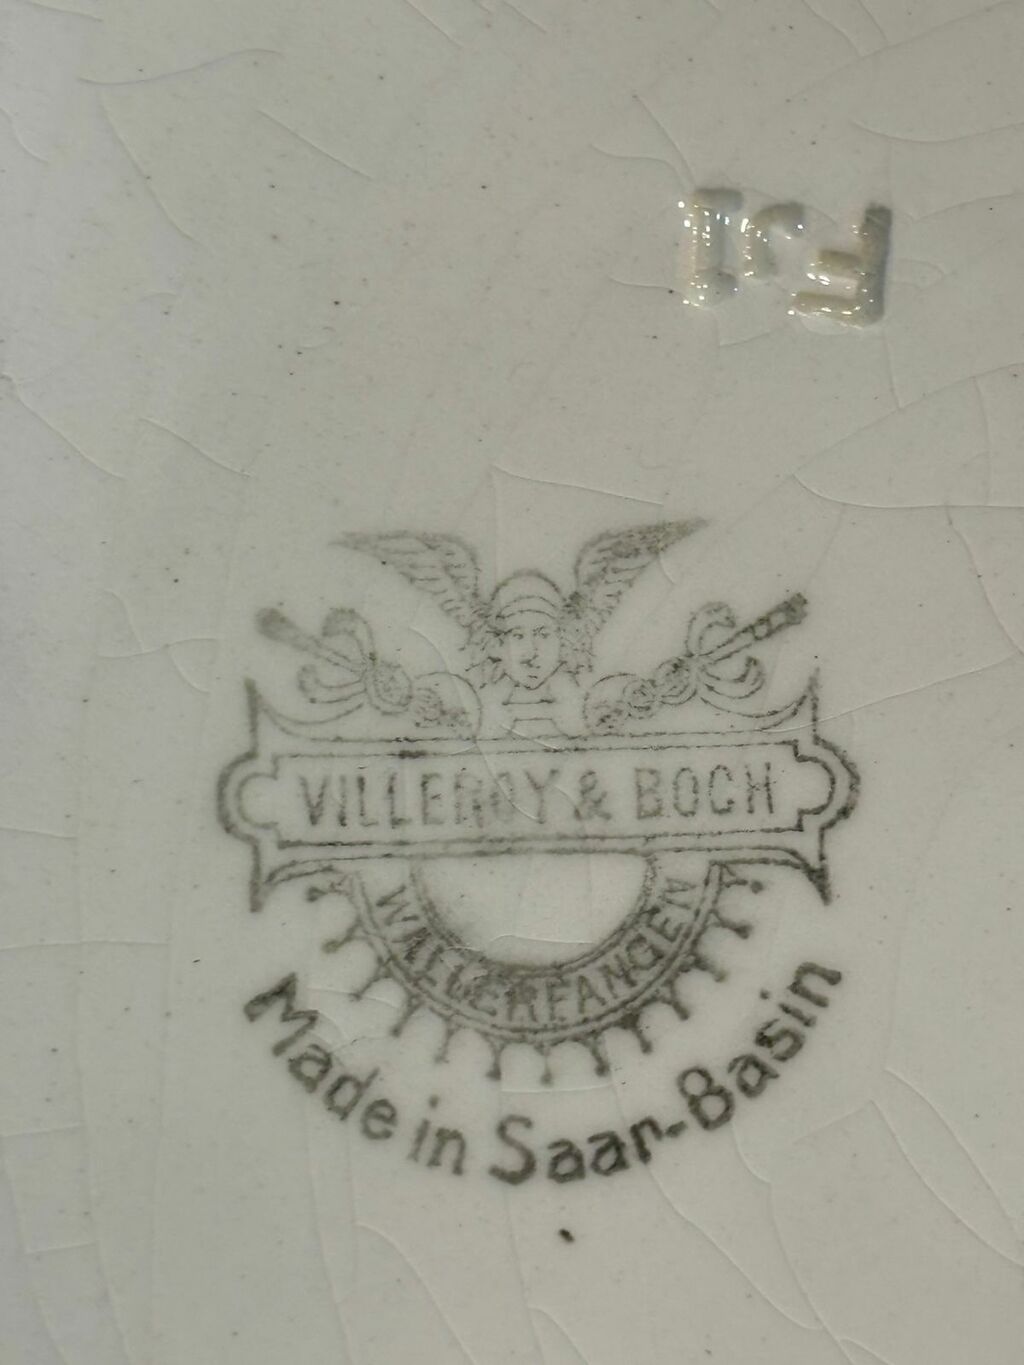 VILLEROY & BOCH
WALLERFANGEN
Made in Saar-Basin